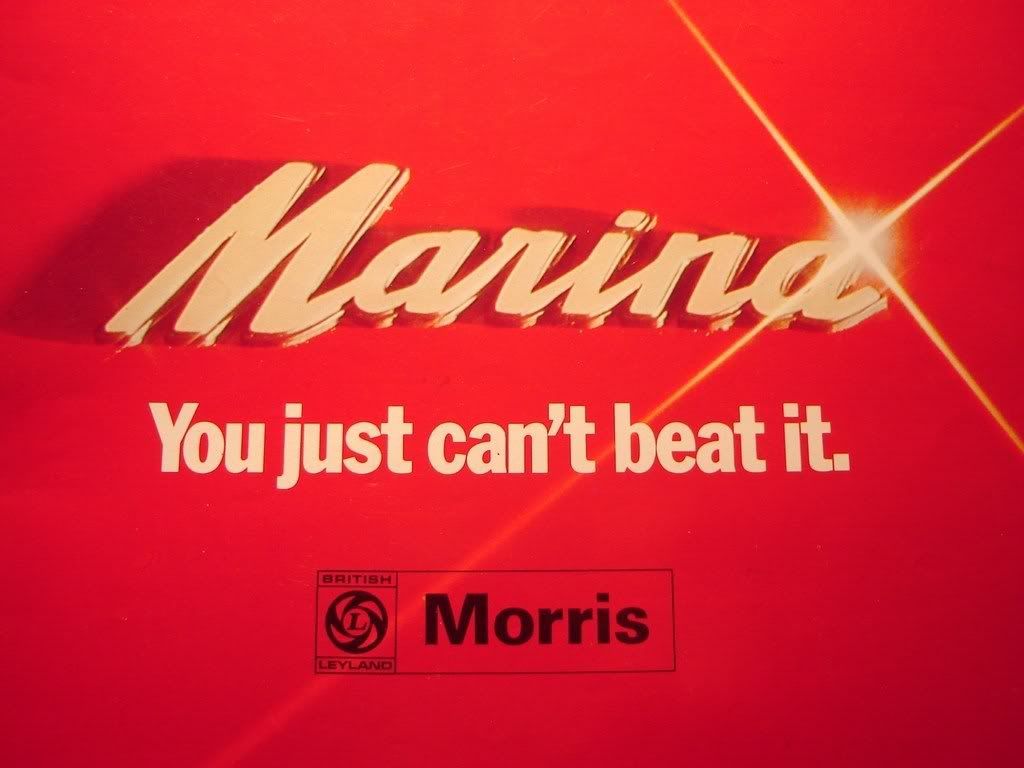 Marina
You just can't beat it.
BRITISH
L
LEYLAND
Morris